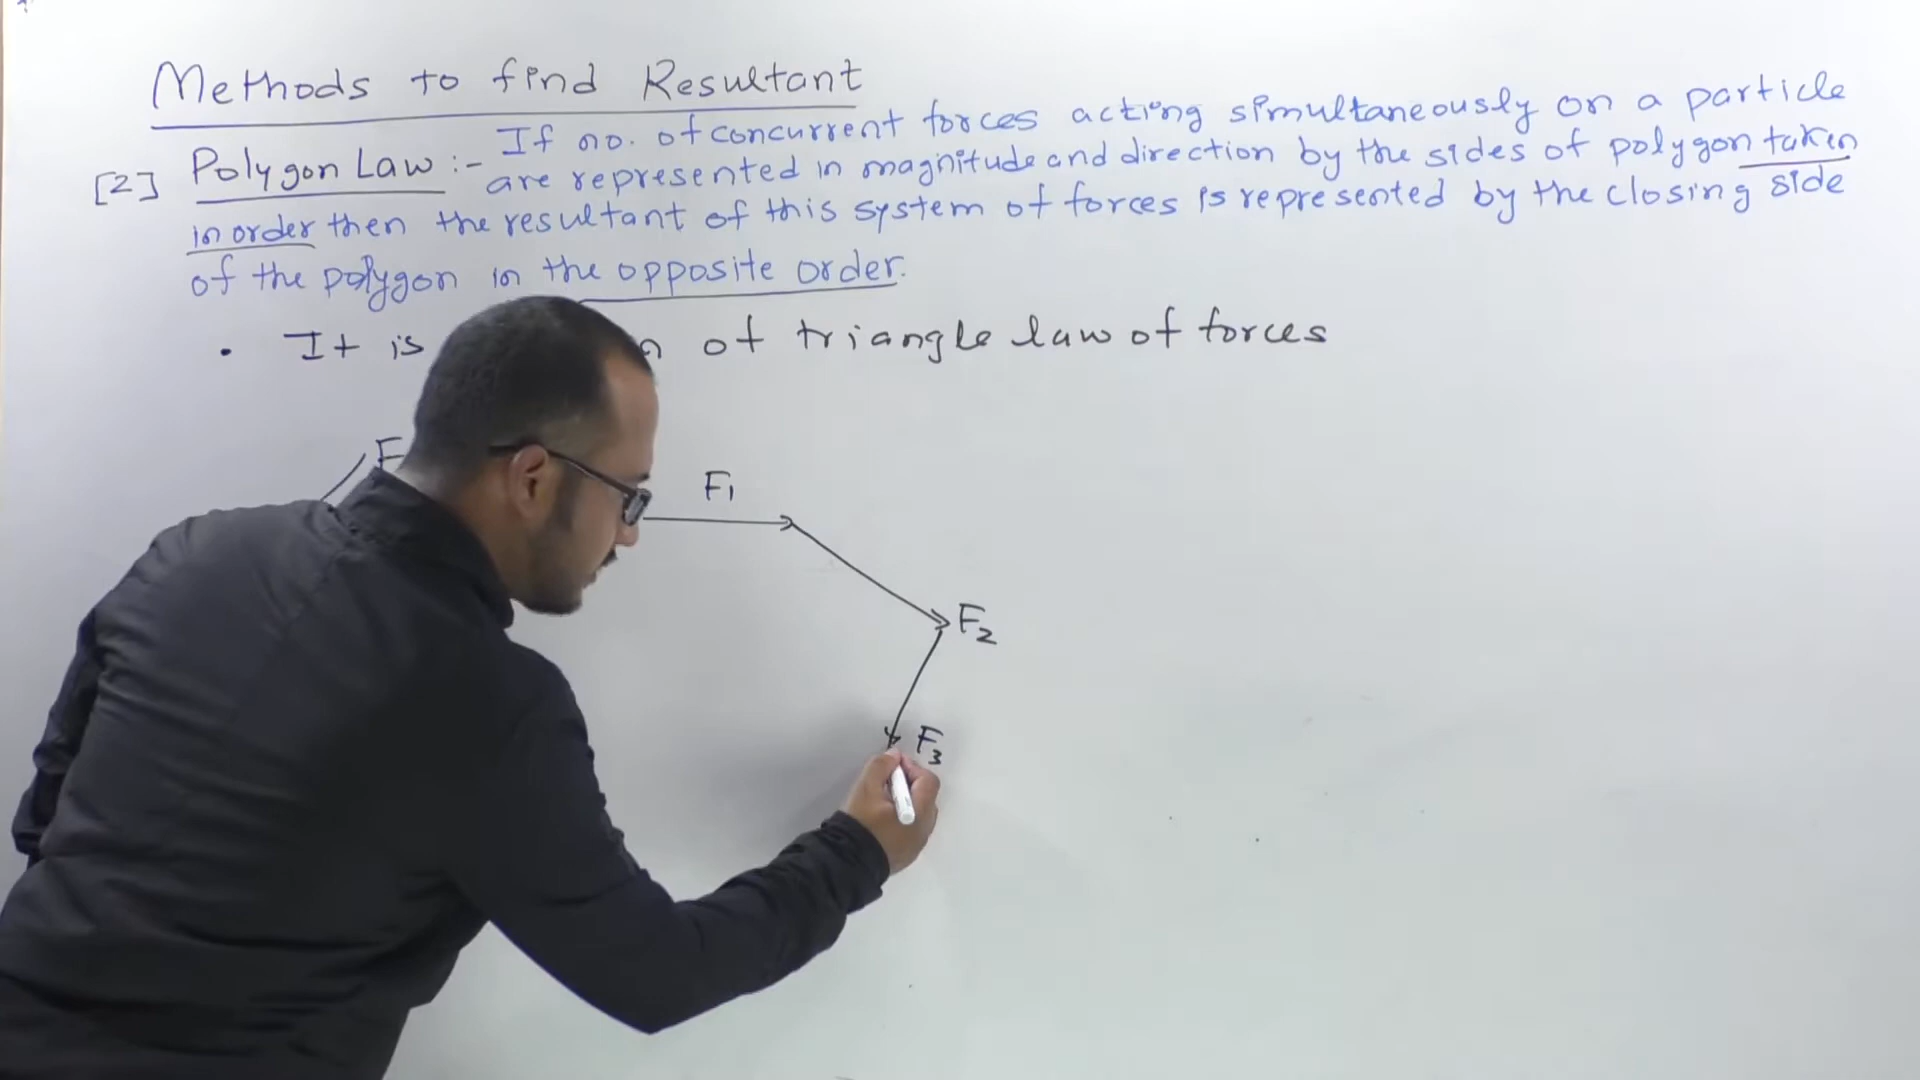 Methods to find Resultant
[2] Polygon Law :- If no. of concurrent forces acting simultaneously on a particle
are represented in magnitude and direction by the sides of polygon taken
in order then the resultant of this system of forces is represented by the closing side
of the polygon in the opposite order.
• It is of triangle law of forces
F
F1
F2
F3